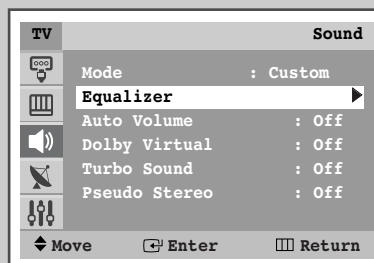 TV Sound
Mode : Custom
Equalizer
Auto Volume : Off
Dolby Virtual : Off
Turbo Sound : Off
Pseudo Stereo : Off
Move Enter Return